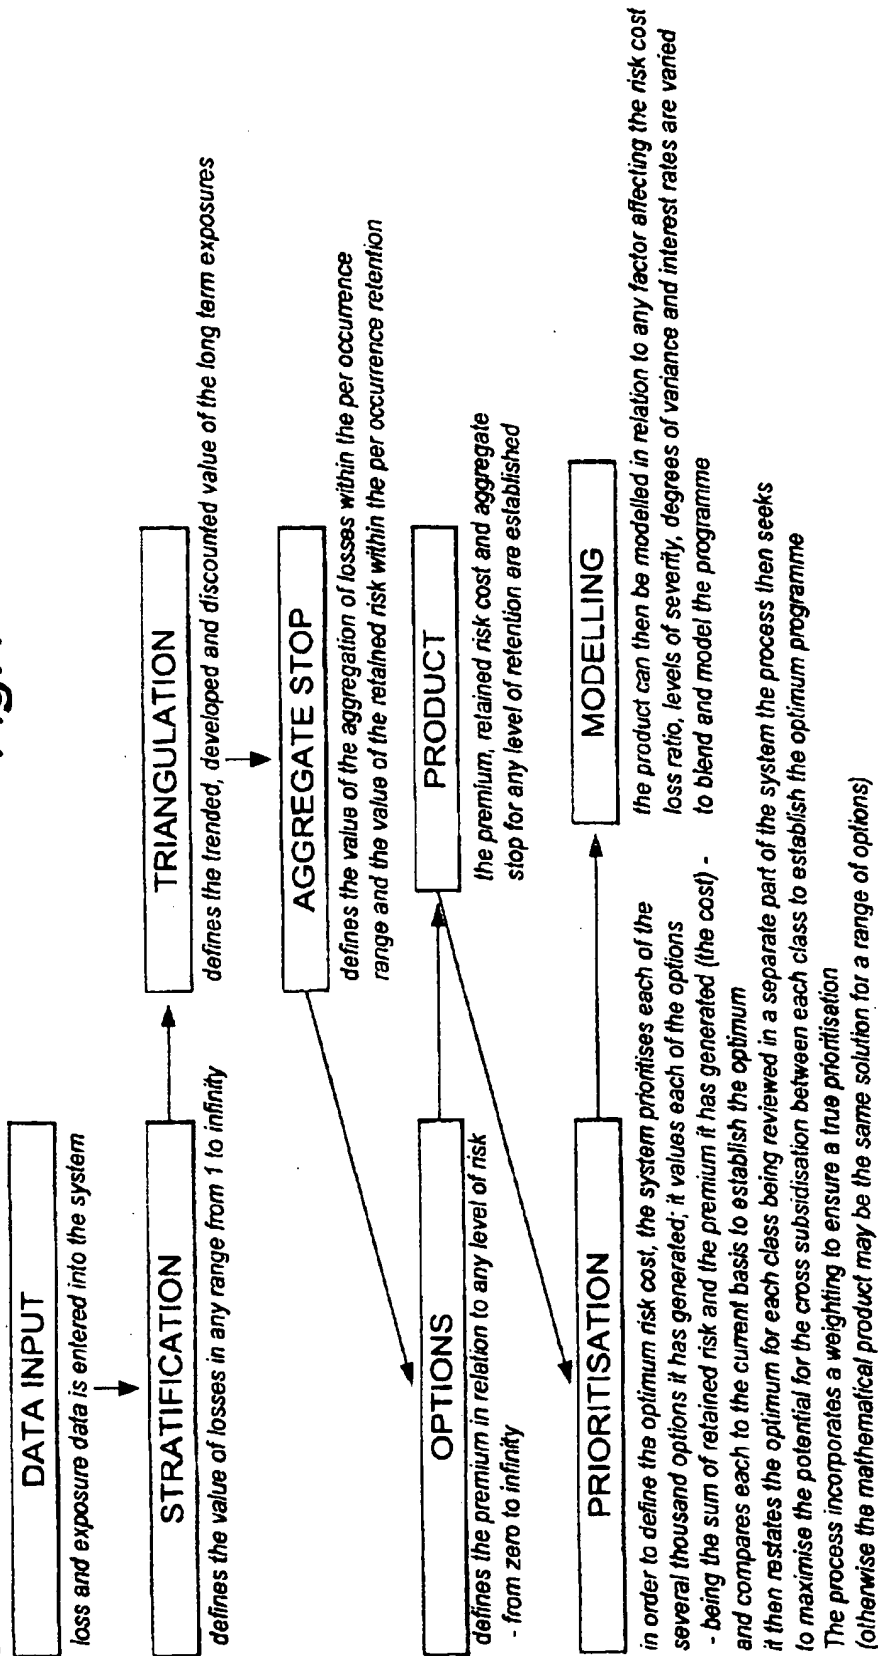 DATA INPUT
loss and exposure data is entered into the system
STRATIFICATION
defines the value of losses in any range from 1 to infinity
TRIANGULATION
defines the trended, developed and discounted value of the long term exposures
AGGREGATE STOP
defines the value of the aggregation of losses within the per occurrence
range and the value of the retained risk within the per occurrence retention
OPTIONS
defines the premium in relation to any level of risk
- from zero to infinity
PRODUCT
the premium, retained risk cost and aggregate
stop for any level of retention are established
PRIORITISATION
in order to define the optimum risk cost, the system prioritises each of the
several thousand options it has generated; it values each of the options
- being the sum of retained risk and the premium it has generated (the cost) -
and compares each to the current basis to establish the optimum
it then restates the optimum for each class being reviewed in a separate part of the system the process then seeks
to maximise the potential for the cross subsidisation between each class to establish the optimum programme
The process incorporates a weighting to ensure a true prioritisation
(otherwise the mathematical product may be the same solution for a range of options)
MODELLING
the product can then be modelled in relation to any factor affecting the risk cost
loss ratio, levels of severity, degrees of variance and interest rates are varied
to blend and model the programme